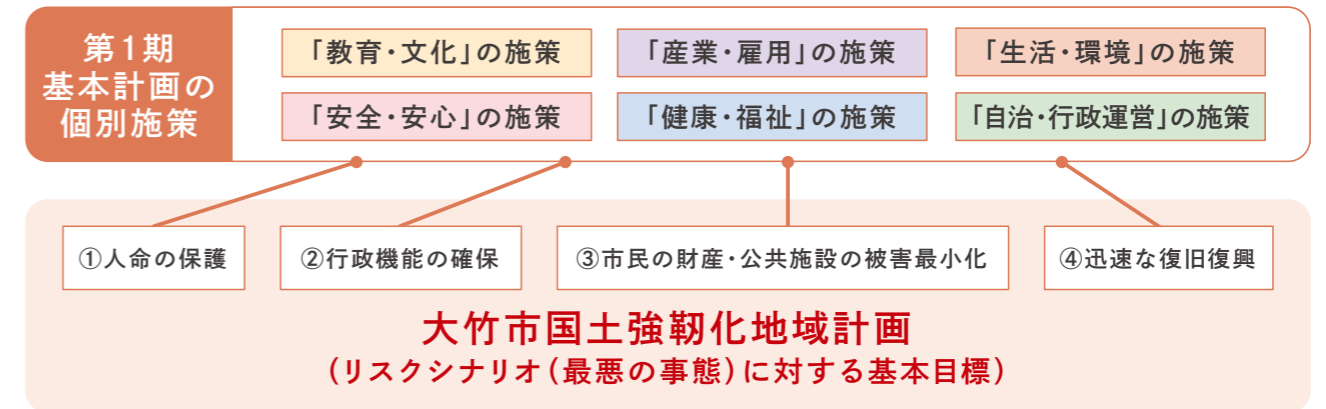 第1期
基本計画の
個別施策
「教育・文化」の施策
「産業・雇用」の施策
「生活・環境」の施策
「安全・安心」の施策
「健康・福祉」の施策
「自治・行政運営」の施策
①人命の保護
②行政機能の確保
③市民の財産・公共施設の被害最小化
④迅速な復旧復興
大竹市国土強靭化地域計画
（リスクシナリオ（最悪の事態）に対する基本目標）